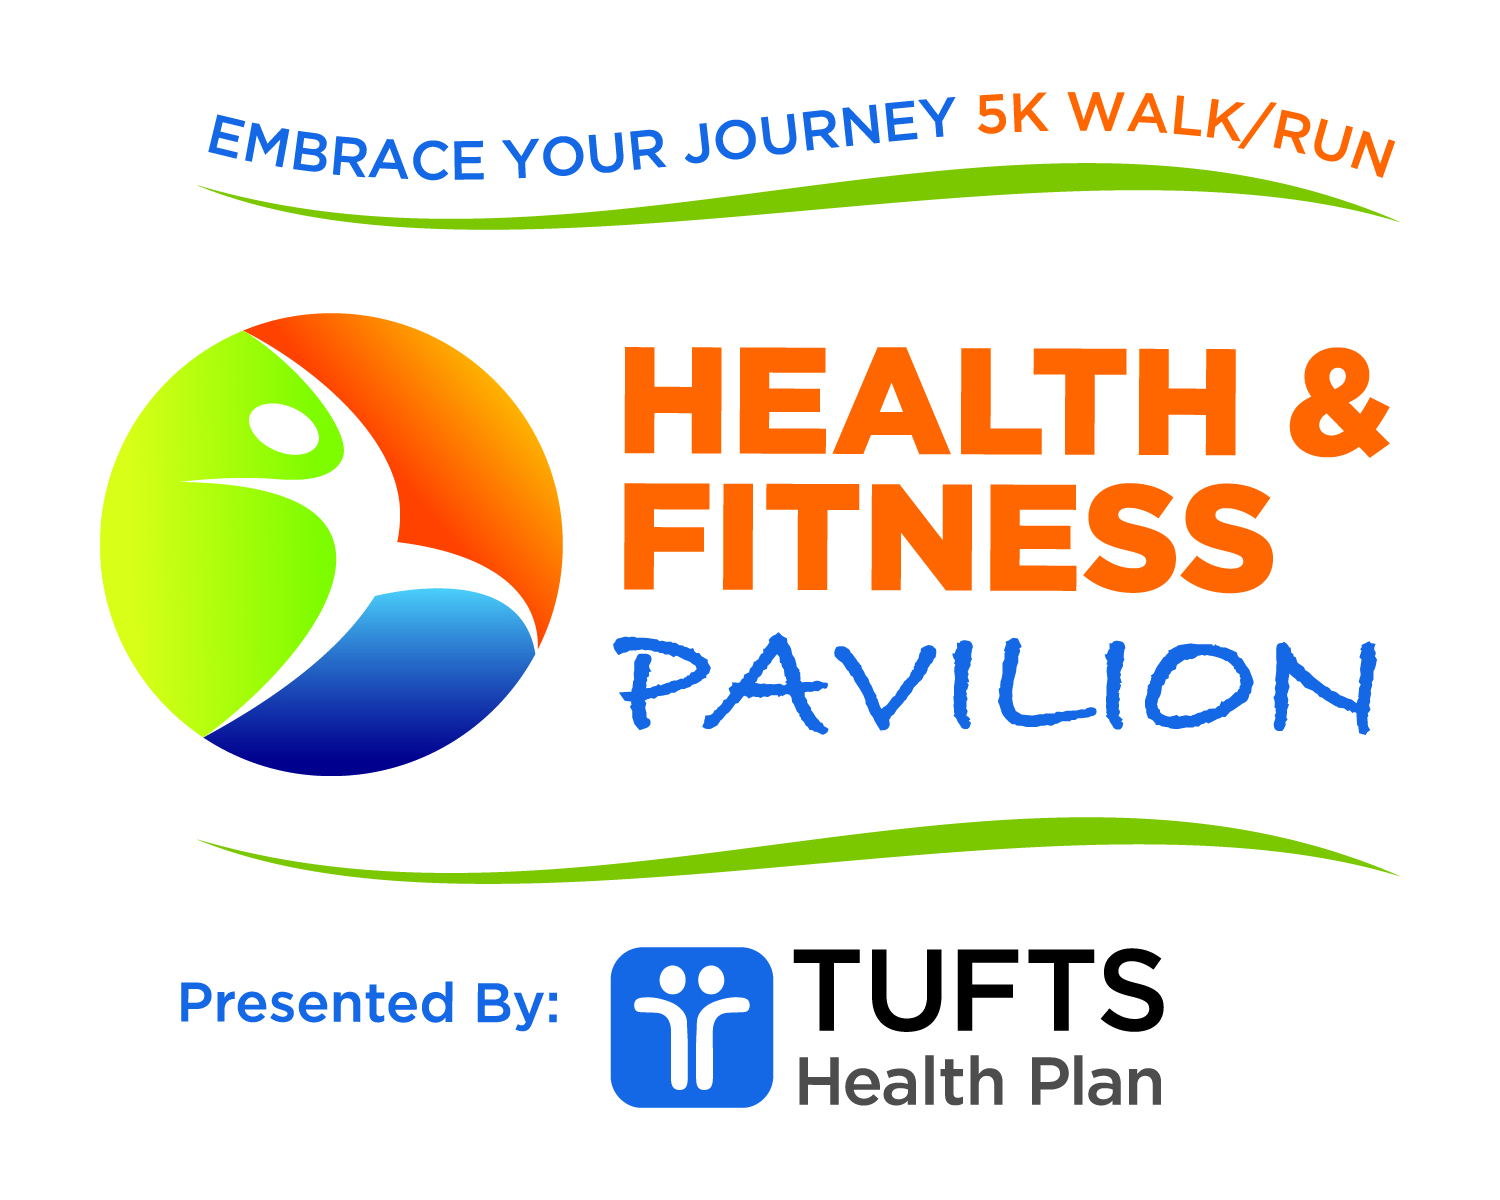 EMBRACE YOUR JOURNEY 5K WALK/RUN
HEALTH &
FITNESS
PAVILION
Presented By:
TUFTS
Health Plan